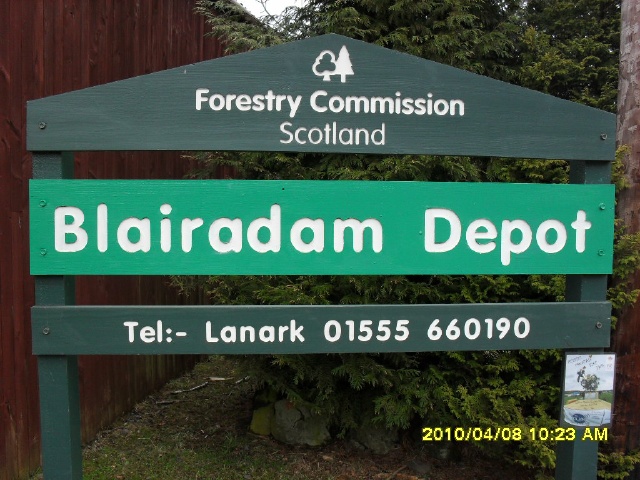 Forestry Commission
Scotland
Blairadam Depot
Tel:- Lanark 01555 660190
2010/04/08 10:23 AM